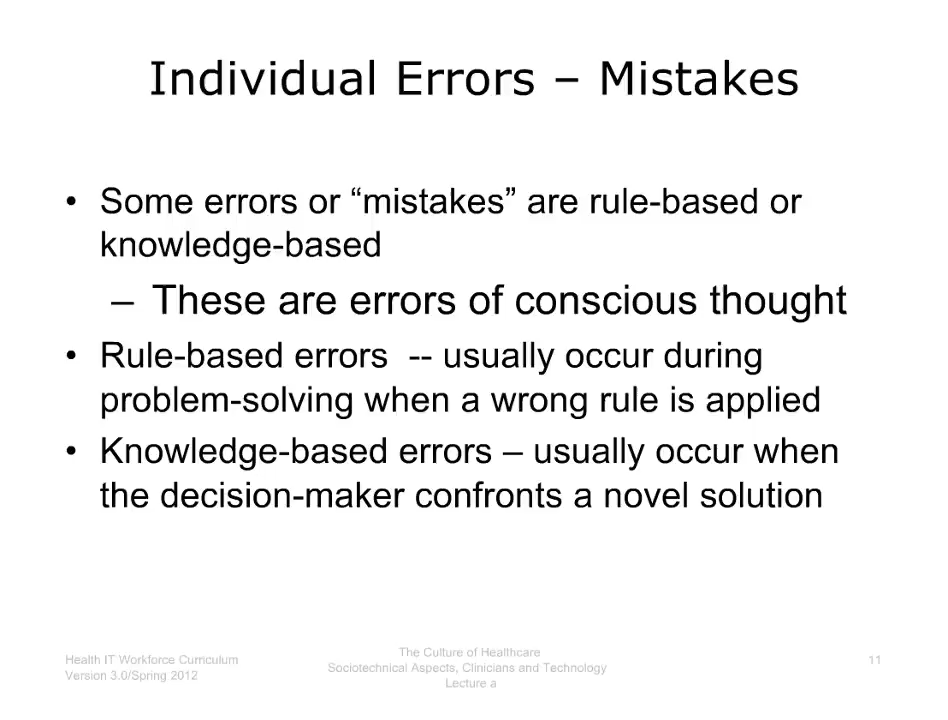 Individual Errors – Mistakes
• Some errors or “mistakes” are rule-based or
knowledge-based
– These are errors of conscious thought
• Rule-based errors  -- usually occur during
problem-solving when a wrong rule is applied
• Knowledge-based errors – usually occur when
the decision-maker confronts a novel solution
Health IT Workforce Curriculum
Version 3.0/Spring 2012
The Culture of Healthcare
Sociotechnical Aspects, Clinicians and Technology
Lecture a
11